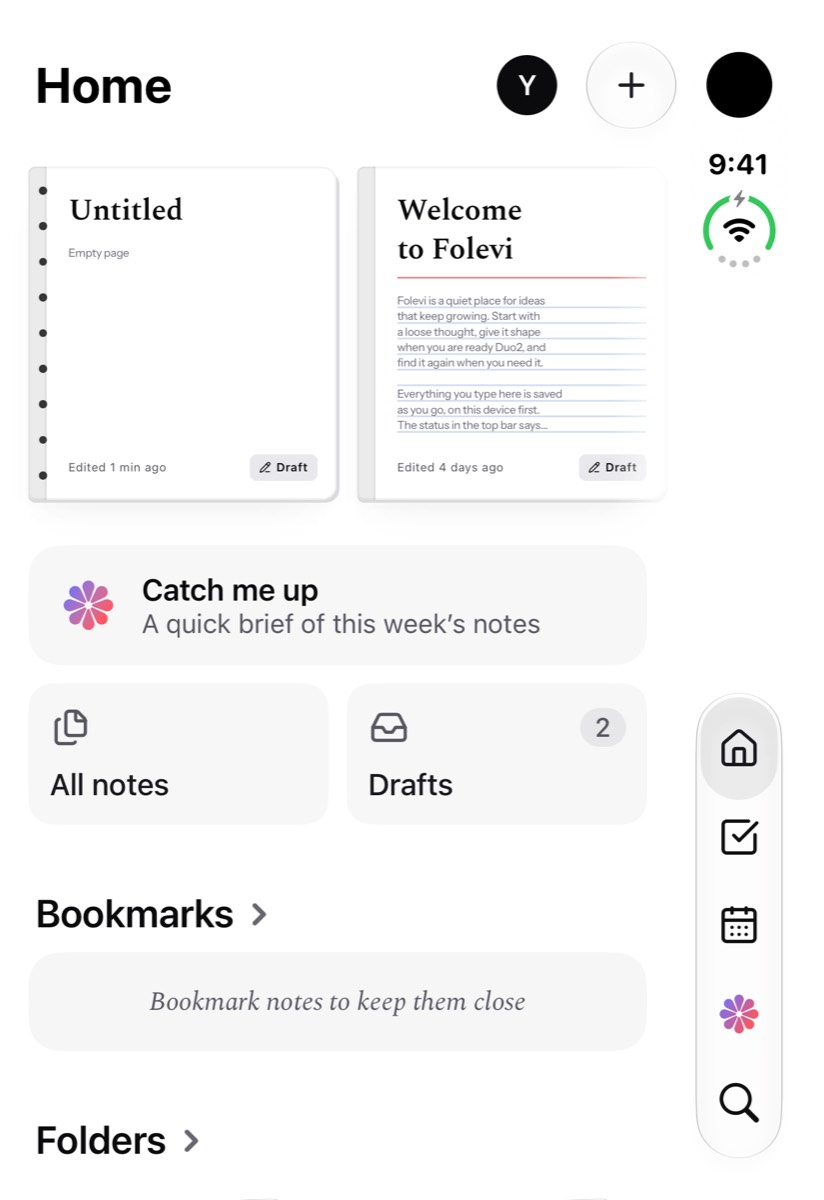 Home
Y
9:41
Untitled
Empty page
Edited 1 min ago
Draft
Welcome
to Folevi
Folevi is a quiet place for ideas
that keep growing. Start with
a loose thought, give it shape
when you are ready Duo2, and
find it again when you need it.
Everything you type here is saved
as you go, on this device first.
The status in the top bar says...
Edited 4 days ago
Draft
Catch me up
A quick brief of this week’s notes
All notes
Drafts
2
Bookmarks
Bookmark notes to keep them close
Folders